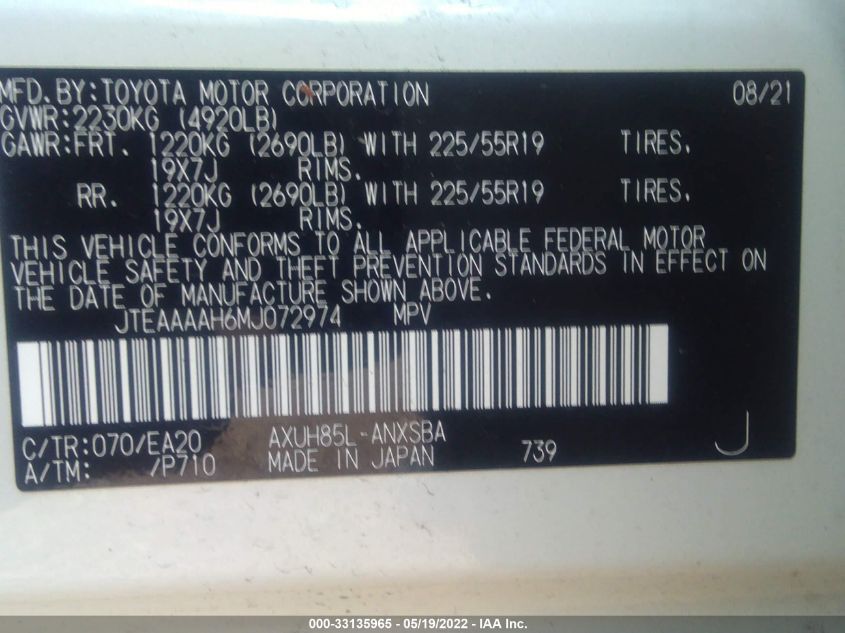 MFD.BY:TOYOTA MOTOR CORPORATION 08/21
GVWR:2230KG (4920LB)
GAWR:FRT. 1220KG (2690LB) WITH 225/55R19 TIRES.
19X7J RIMS.
RR. 1220KG (2690LB) WITH 225/55R19 TIRES.
19X7J RIMS.
THIS VEHICLE CONFORMS TO ALL APPLICABLE FEDERAL MOTOR
VEHICLE SAFETY AND THEFT PREVENTION STANDARDS IN EFFECT ON
THE DATE OF MANUFACTURE SHOWN ABOVE.
JTEAAAAH6MJ072974 MPV
C/TR:070/EA20 AXUH85L-ANXSBA
A/TM: /P710 MADE IN JAPAN 739 J
000-33135965 - 05/19/2022 - IAA Inc.